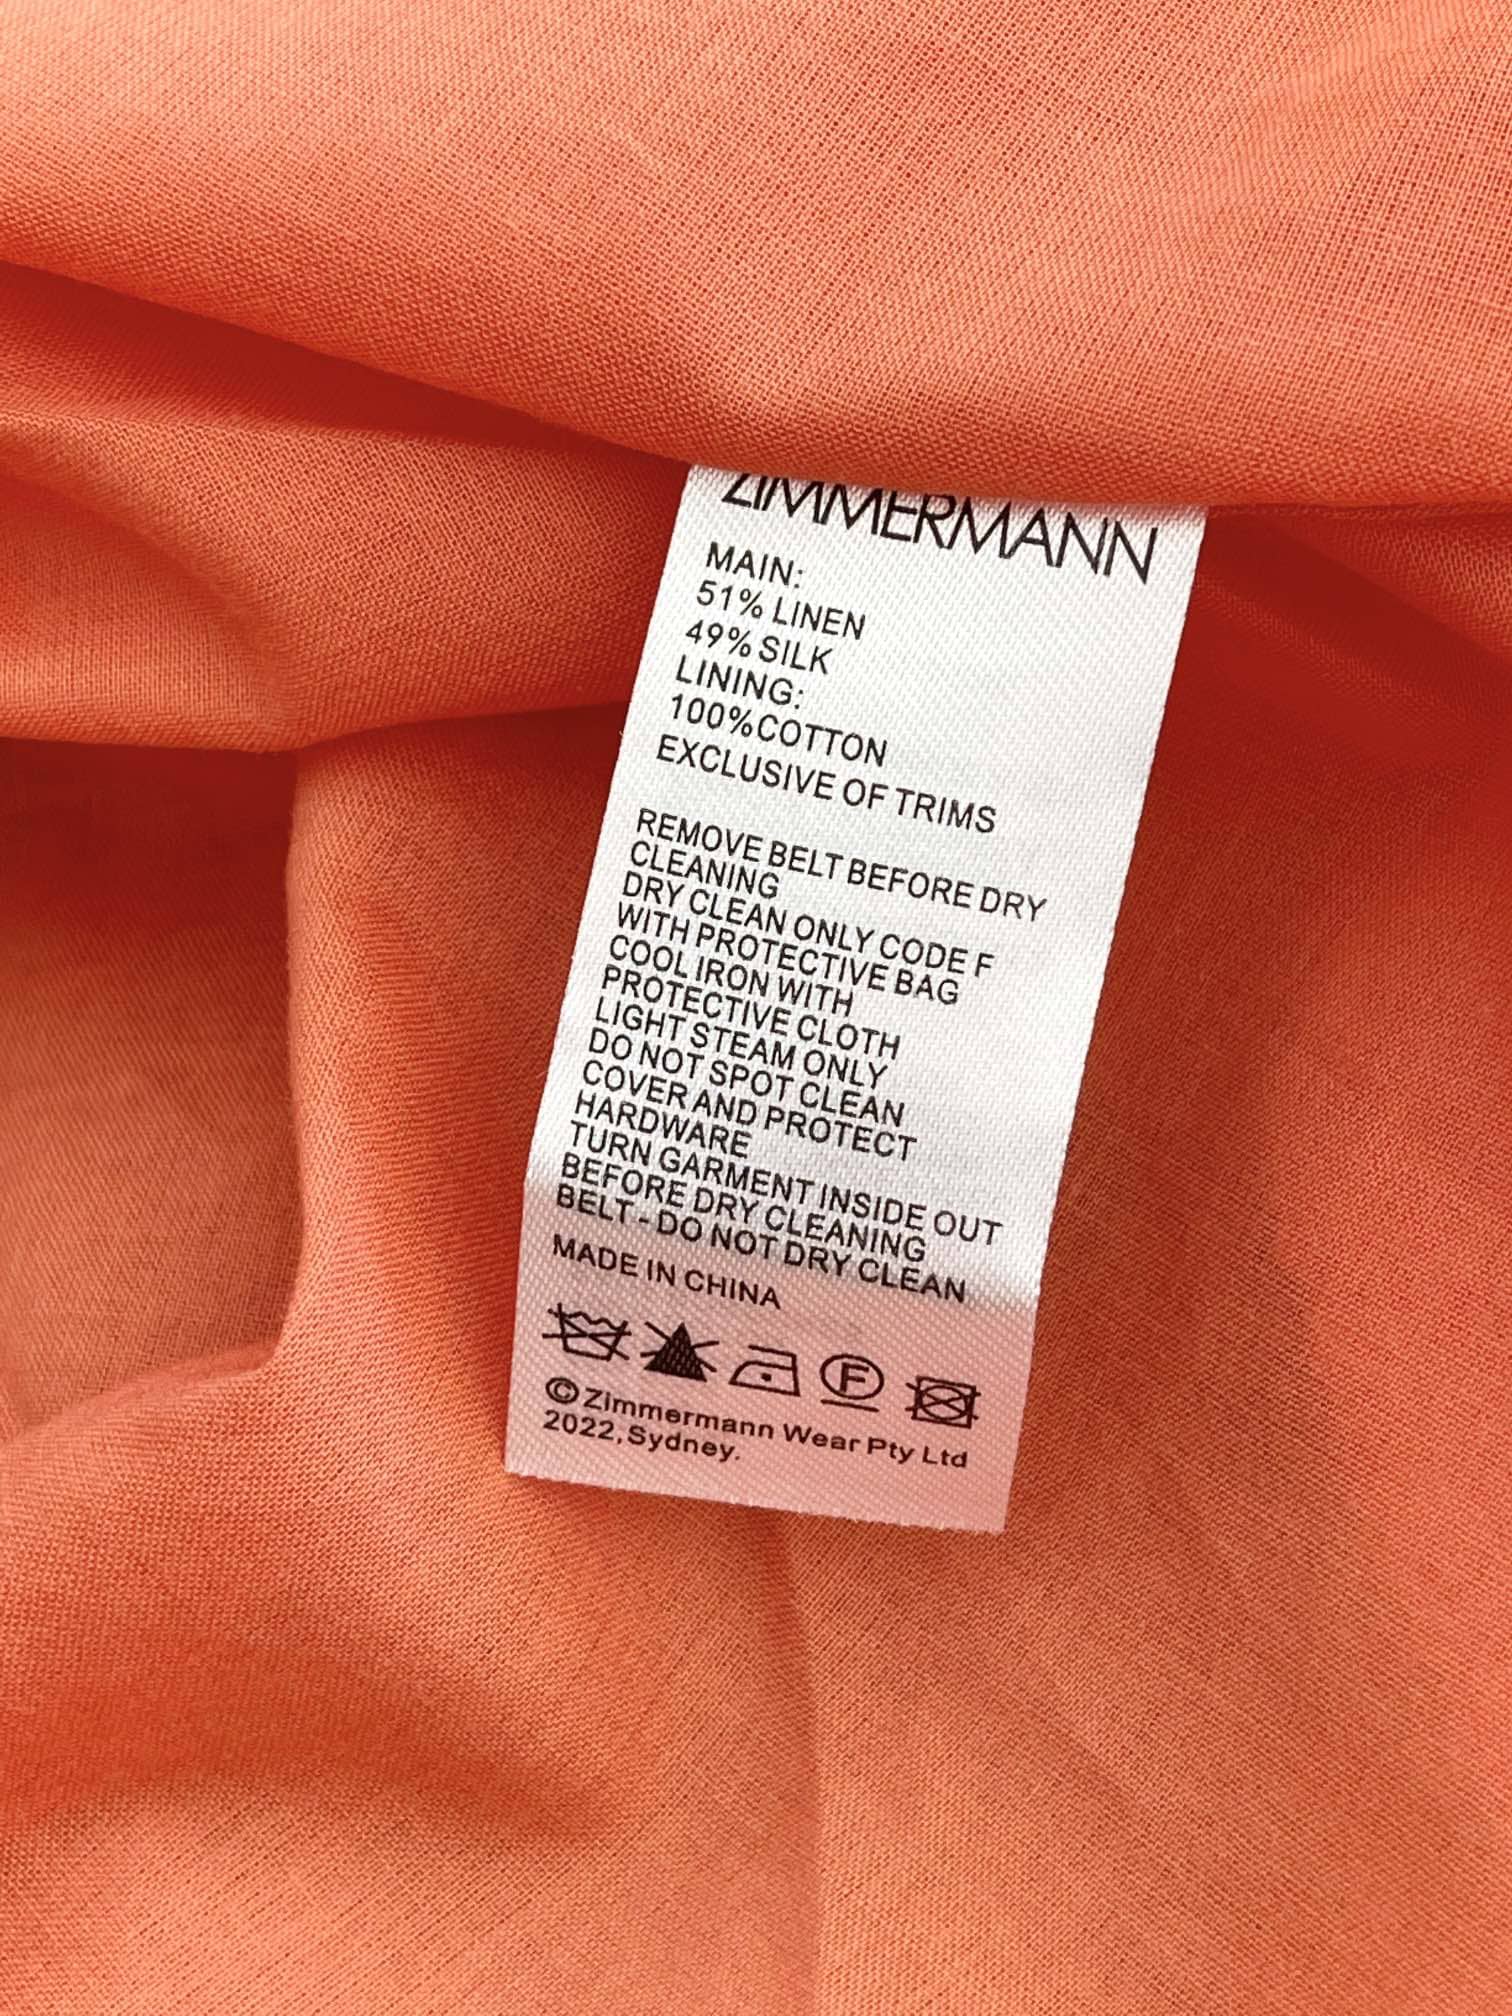 ZIMMERMANN
MAIN:
51% LINEN
49% SILK
LINING:
100%COTTON
EXCLUSIVE OF TRIMS
REMOVE BELT BEFORE DRY
CLEANING
DRY CLEAN ONLY CODE F
WITH PROTECTIVE BAG
COOL IRON WITH
PROTECTIVE CLOTH
LIGHT STEAM ONLY
DO NOT SPOT CLEAN
COVER AND PROTECT
HARDWARE
TURN GARMENT INSIDE OUT
BEFORE DRY CLEANING
BELT - DO NOT DRY CLEAN
MADE IN CHINA
F
©Zimmermann Wear Pty Ltd
2022,Sydney.